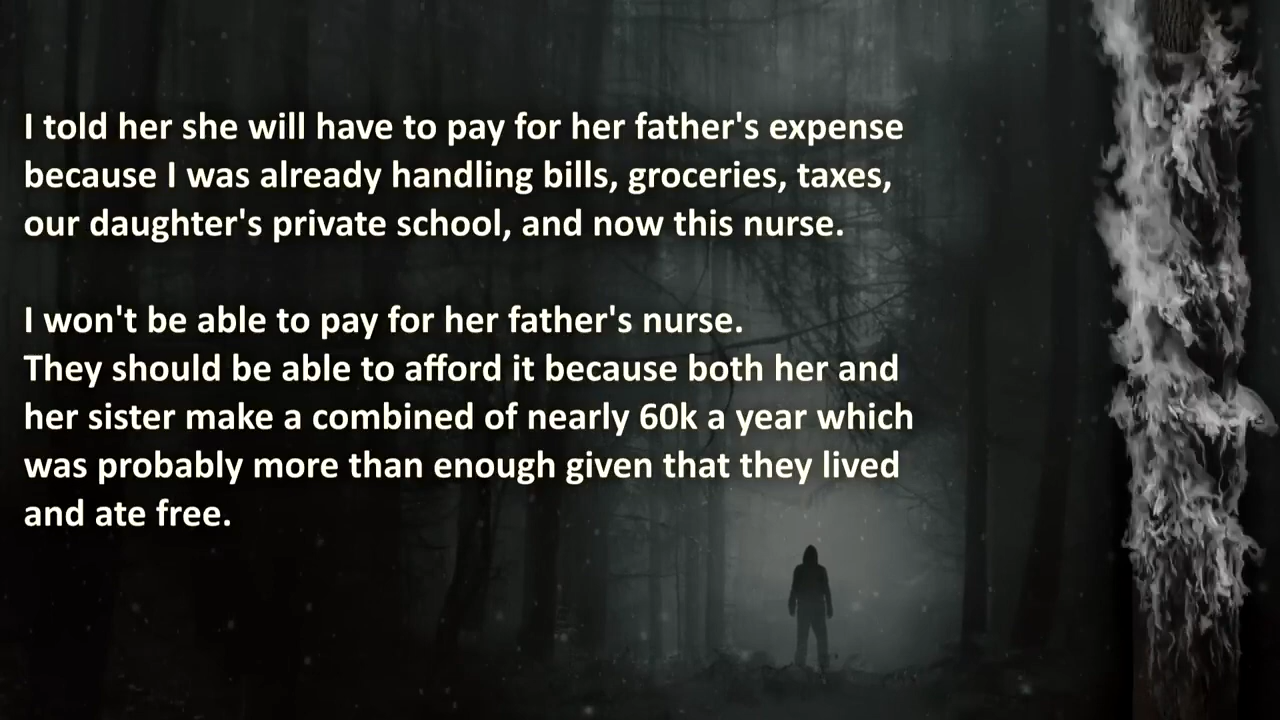 I told her she will have to pay for her father's expense
because I was already handling bills, groceries, taxes,
our daughter's private school, and now this nurse.
I won't be able to pay for her father's nurse.
They should be able to afford it because both her and
her sister make a combined of nearly 60k a year which
was probably more than enough given that they lived
and ate free.